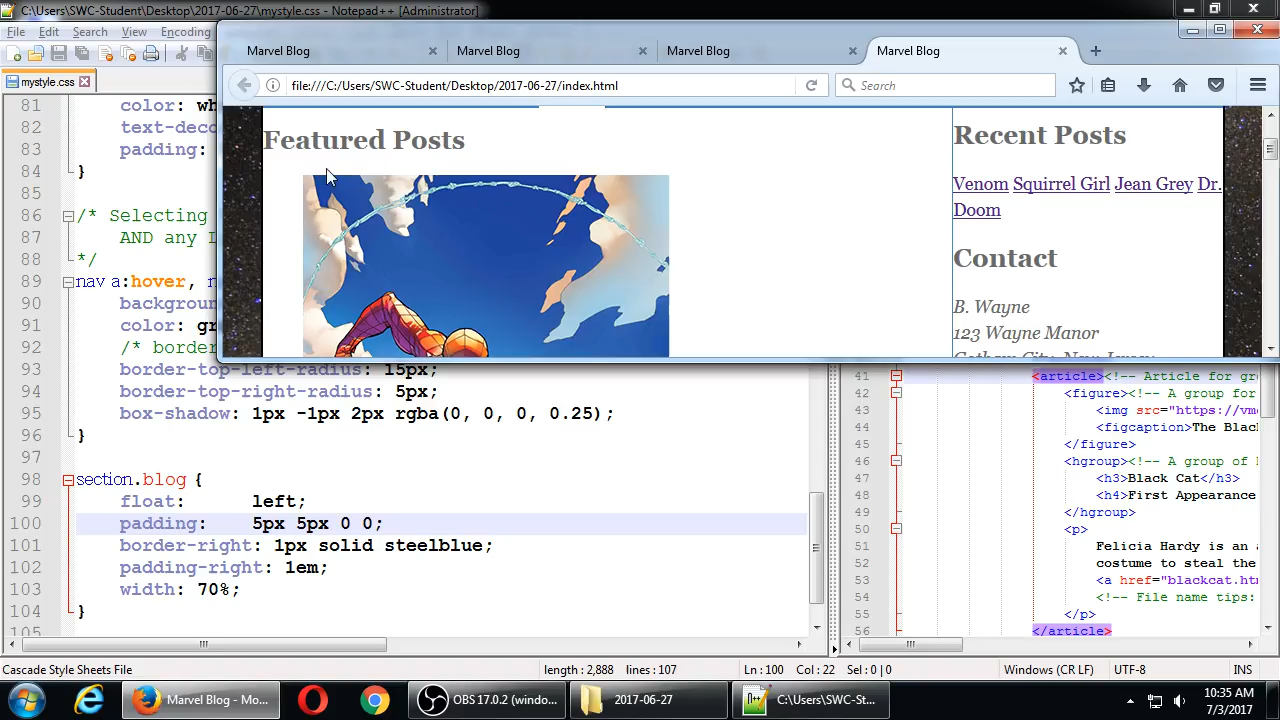 C:\Users\SWC-Student\Desktop\2017-06-27\mystyle.css - Notepad++ [Administrator]
File Edit Search View Encoding
mystyle.css
Marvel Blog Marvel Blog Marvel Blog Marvel Blog
file:///C:/Users/SWC-Student/Desktop/2017-06-27/index.html Search
Featured Posts
Recent Posts
Venom Squirrel Girl Jean Grey Dr.
Doom
Contact
B. Wayne
123 Wayne Manor
Gotham City, New Jersey
81 color: wh
82 text-deco
83 padding:
84 }
85
86 /* Selecting
87 AND any
88 */
89 nav a:hover, n
90 background
91 color: gr
92 /* border
93 border-top-left-radius: 15px;
94 border-top-right-radius: 5px;
95 box-shadow: 1px -1px 2px rgba(0, 0, 0, 0.25);
96 }
97
98 section.blog {
99 float: left;
100 padding: 5px 5px 0 0;
101 border-right: 1px solid steelblue;
102 padding-right: 1em;
103 width: 70%;
104 }
105
41 <article><!-- Article for gr
42 <figure><!-- A group for
43 <img src="https://vm
44 <figcaption>The Blac
45 </figure>
46 <hgroup><!-- A group of
47 <h3>Black Cat</h3>
48 <h4>First Appearance
49 </hgroup>
50 <p>
51 Felicia Hardy is an a
52 costume to steal the
53 <a href="blackcat.ht
54 <!-- File name tips:
55 </p>
56 </article>
Cascade Style Sheets File length : 2,888 lines : 107 Ln : 100 Col : 22 Sel : 0 | 0 Windows (CR LF) UTF-8 INS
Marvel Blog - Mo... OBS 17.0.2 (windo... 2017-06-27 C:\Users\SWC-St... 10:35 AM
7/3/2017